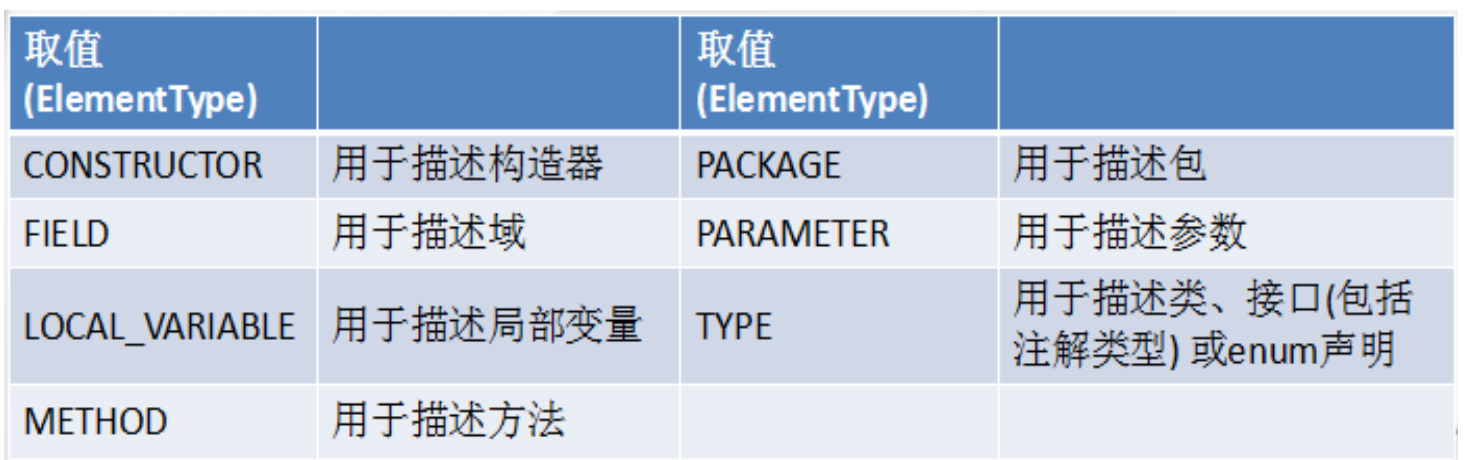 取值
(ElementType)
取值
(ElementType)
CONSTRUCTOR 用于描述构造器 PACKAGE 用于描述包
FIELD 用于描述域 PARAMETER 用于描述参数
LOCAL_VARIABLE 用于描述局部变量 TYPE 用于描述类、接口(包括
注解类型) 或enum声明
METHOD 用于描述方法